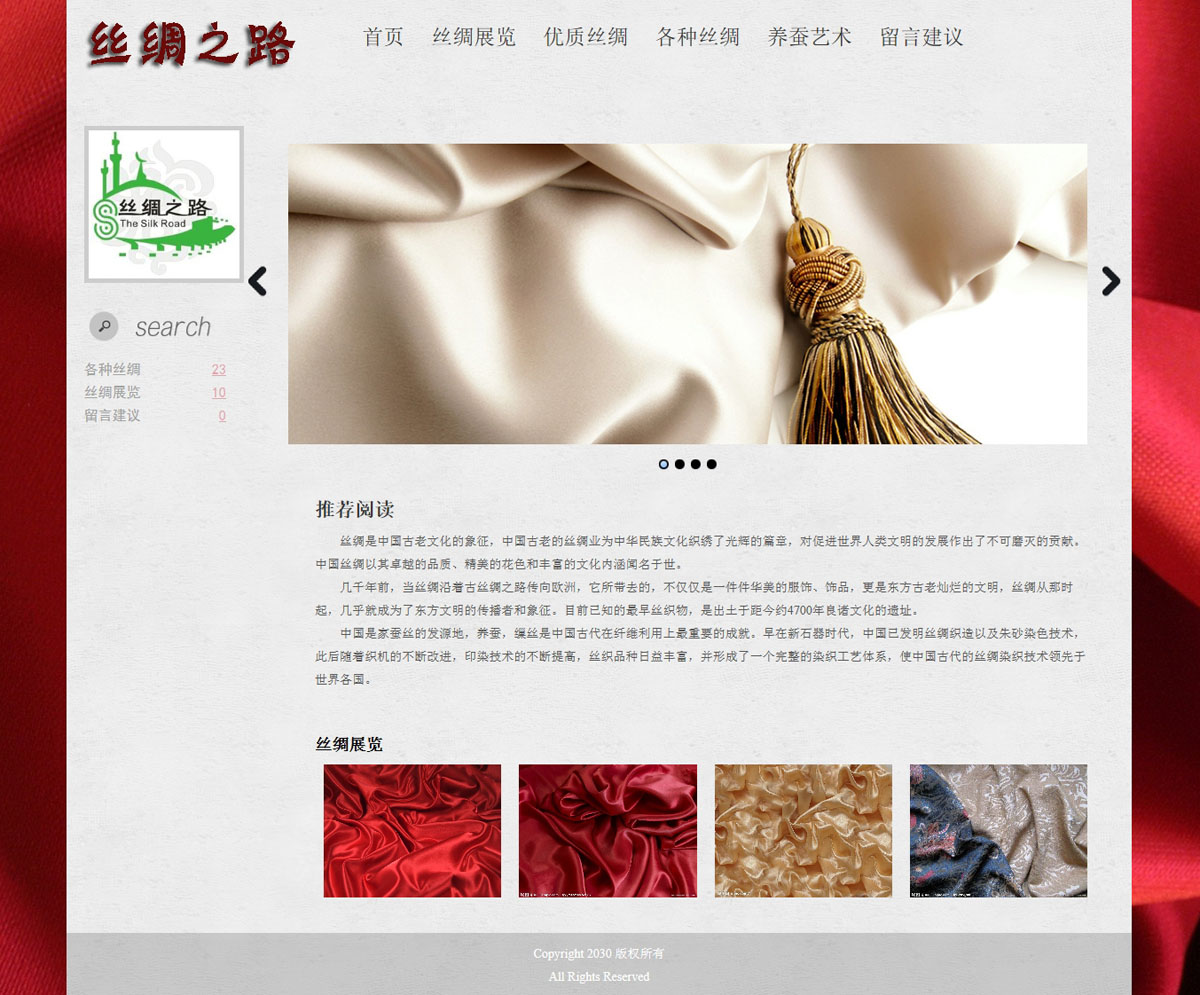 丝绸之路
首页 丝绸展览 优质丝绸 各种丝绸 养蚕艺术 留言建议
丝绸之路
The Silk Road
search
各种丝绸 23
丝绸展览 10
留言建议 0
推荐阅读
丝绸是中国古老文化的象征，中国古老的丝绸业为中华民族文化织绣了光辉的篇章，对促进世界人类文明的发展作出了不可磨灭的贡献。
中国丝绸以其卓越的品质、精美的花色和丰富的文化内涵闻名于世。
几千年前，当丝绸沿着古丝绸之路传向欧洲，它所带去的，不仅仅是一件件华美的服饰、饰品，更是东方古老灿烂的文明，丝绸从那时
起，几乎就成为了东方文明的传播者和象征。目前已知的最早丝织物，是出土于距今约4700年良诸文化的遗址。
中国是家蚕丝的发源地，养蚕，缫丝是中国古代在纤维利用上最重要的成就。早在新石器时代，中国已发明丝绸织造以及朱砂染色技术，
此后随着织机的不断改进，印染技术的不断提高，丝织品种日益丰富，并形成了一个完整的染织工艺体系，使中国古代的丝绸染织技术领先于
世界各国。
丝绸展览
Copyright 2030 版权所有
All Rights Reserved